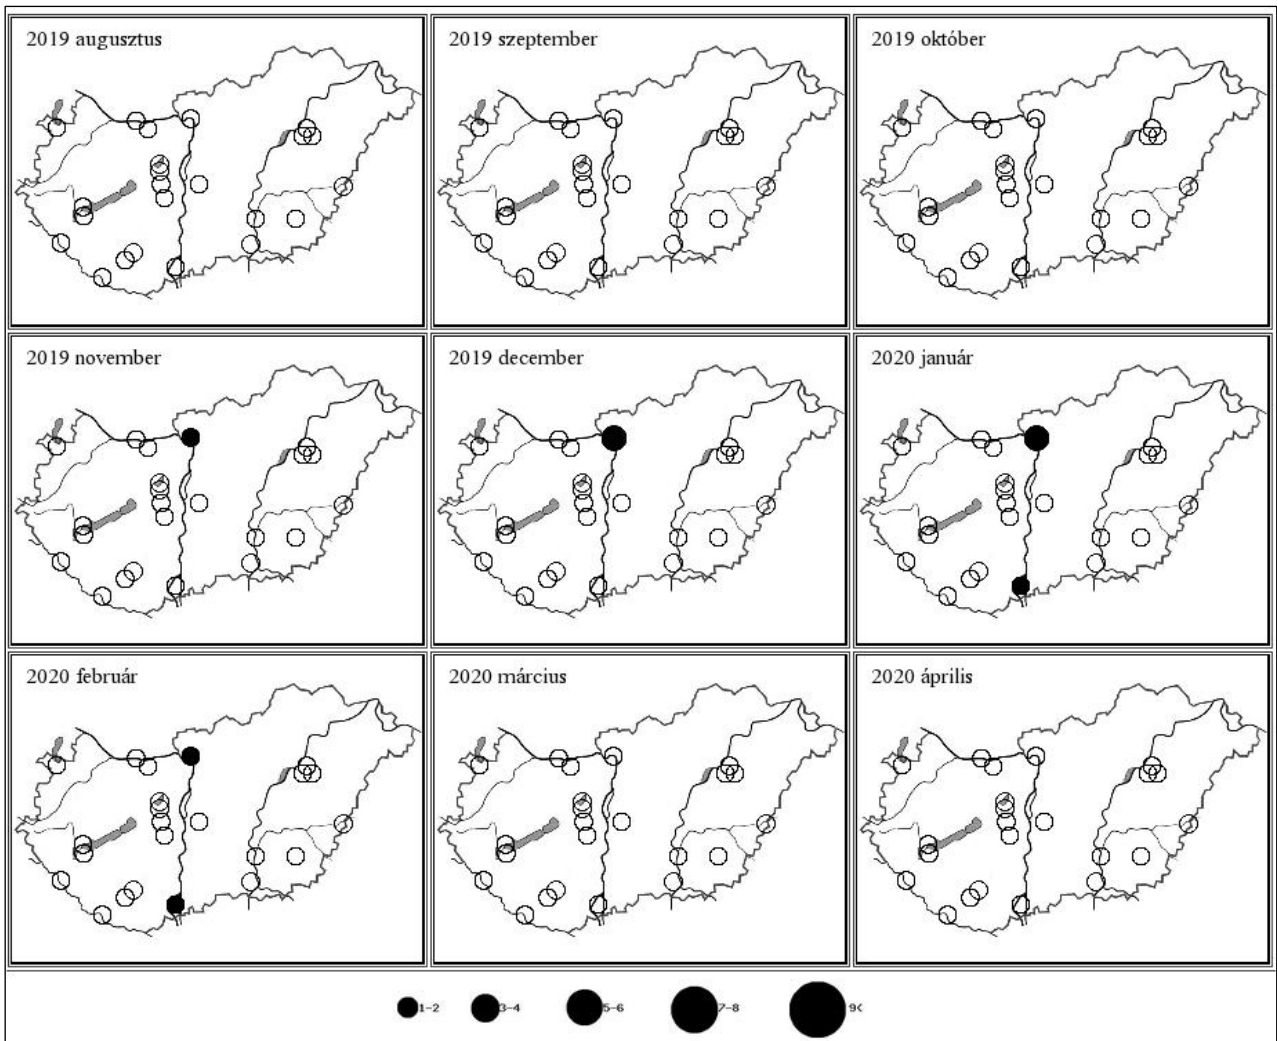 2019 augusztus
2019 szeptember
2019 október
2019 november
2019 december
2020 január
2020 február
2020 március
2020 április
1-2
3-4
5-6
7-8
9<